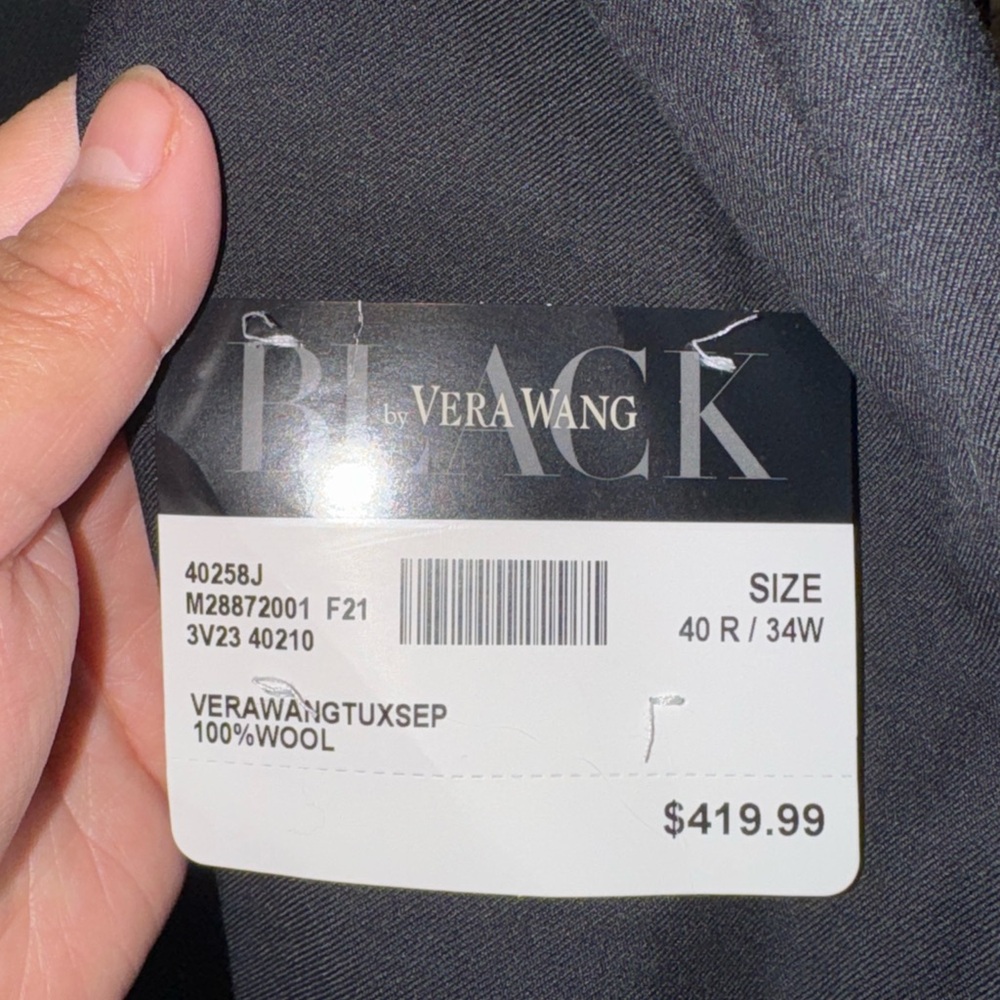 BLACK
by VERA WANG
40258J
M28872001 F21
3V23 40210
SIZE
40 R / 34W
VERAWANGTUXSEP
100%WOOL
$419.99